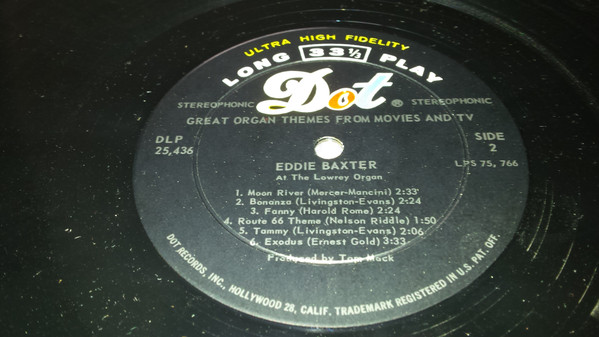 ULTRA HIGH FIDELITY
LONG 33⅓ PLAY
Dot ®
STEREOPHONIC STEREOPHONIC
GREAT ORGAN THEMES FROM MOVIES AND TV
DLP
25,436
SIDE
2
LPS 75, 766
EDDIE BAXTER
At The Lowrey Organ
1. Moon River (Mercer-Mancini) 2:33
2. Bonanza (Livingston-Evans) 2:24
3. Fanny (Harold Rome) 2:24
4. Route 66 Theme (Nelson Riddle) 1:50
5. Tammy (Livingston-Evans) 2:06
6. Exodus (Ernest Gold) 3:33
Produced by Tom Mack
DOT RECORDS, INC., HOLLYWOOD 28, CALIF. TRADEMARK REGISTERED IN U.S. PAT. OFF.